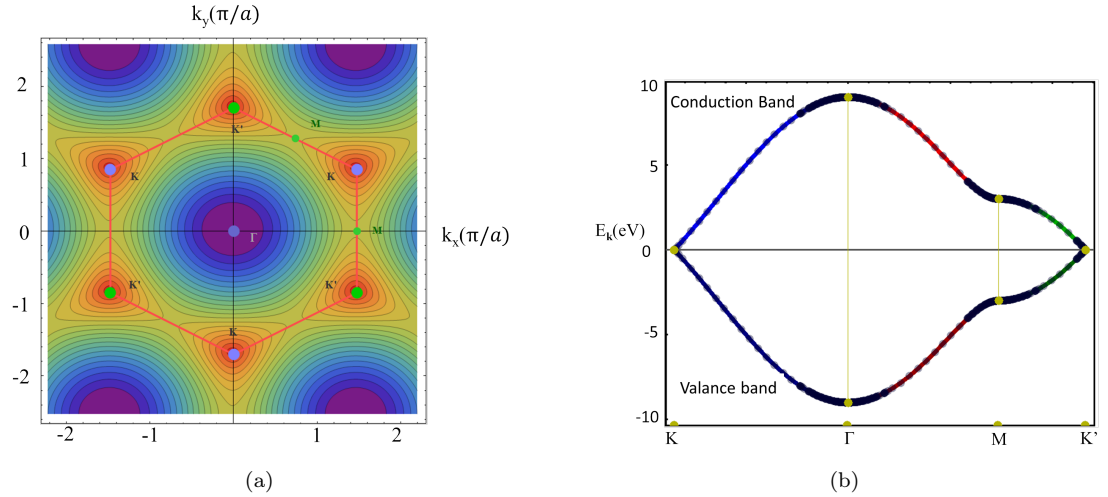 k_y(π/a)
2
1
0
-1
-2
-2
-1
1
2
k_x(π/a)
K'
M
K
K
Γ
M
K'
K'
K
(a)
10
5
0
-5
-10
E_k(eV)
Conduction Band
Valance band
K
Γ
M
K'
(b)